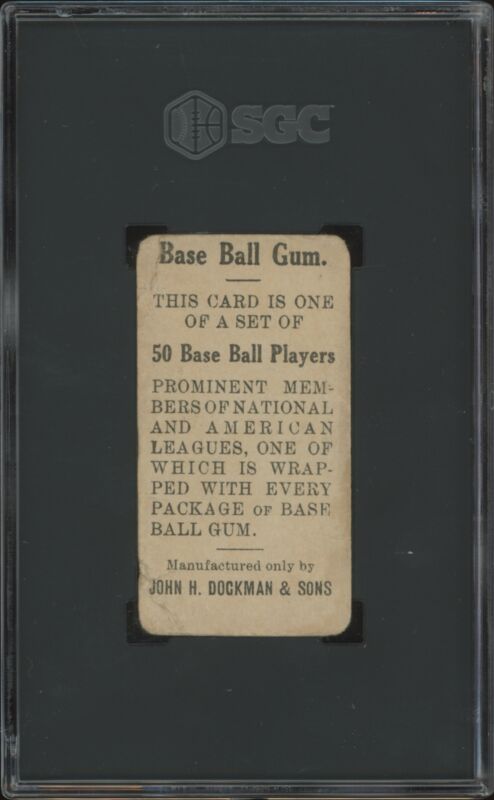 SGC
Base Ball Gum.
THIS CARD IS ONE
OF A SET OF
50 Base Ball Players
PROMINENT MEM-
BERS OF NATIONAL
AND AMERICAN
LEAGUES, ONE OF
WHICH IS WRAP-
PED WITH EVERY
PACKAGE OF BASE
BALL GUM.
Manufactured only by
JOHN H. DOCKMAN & SONS